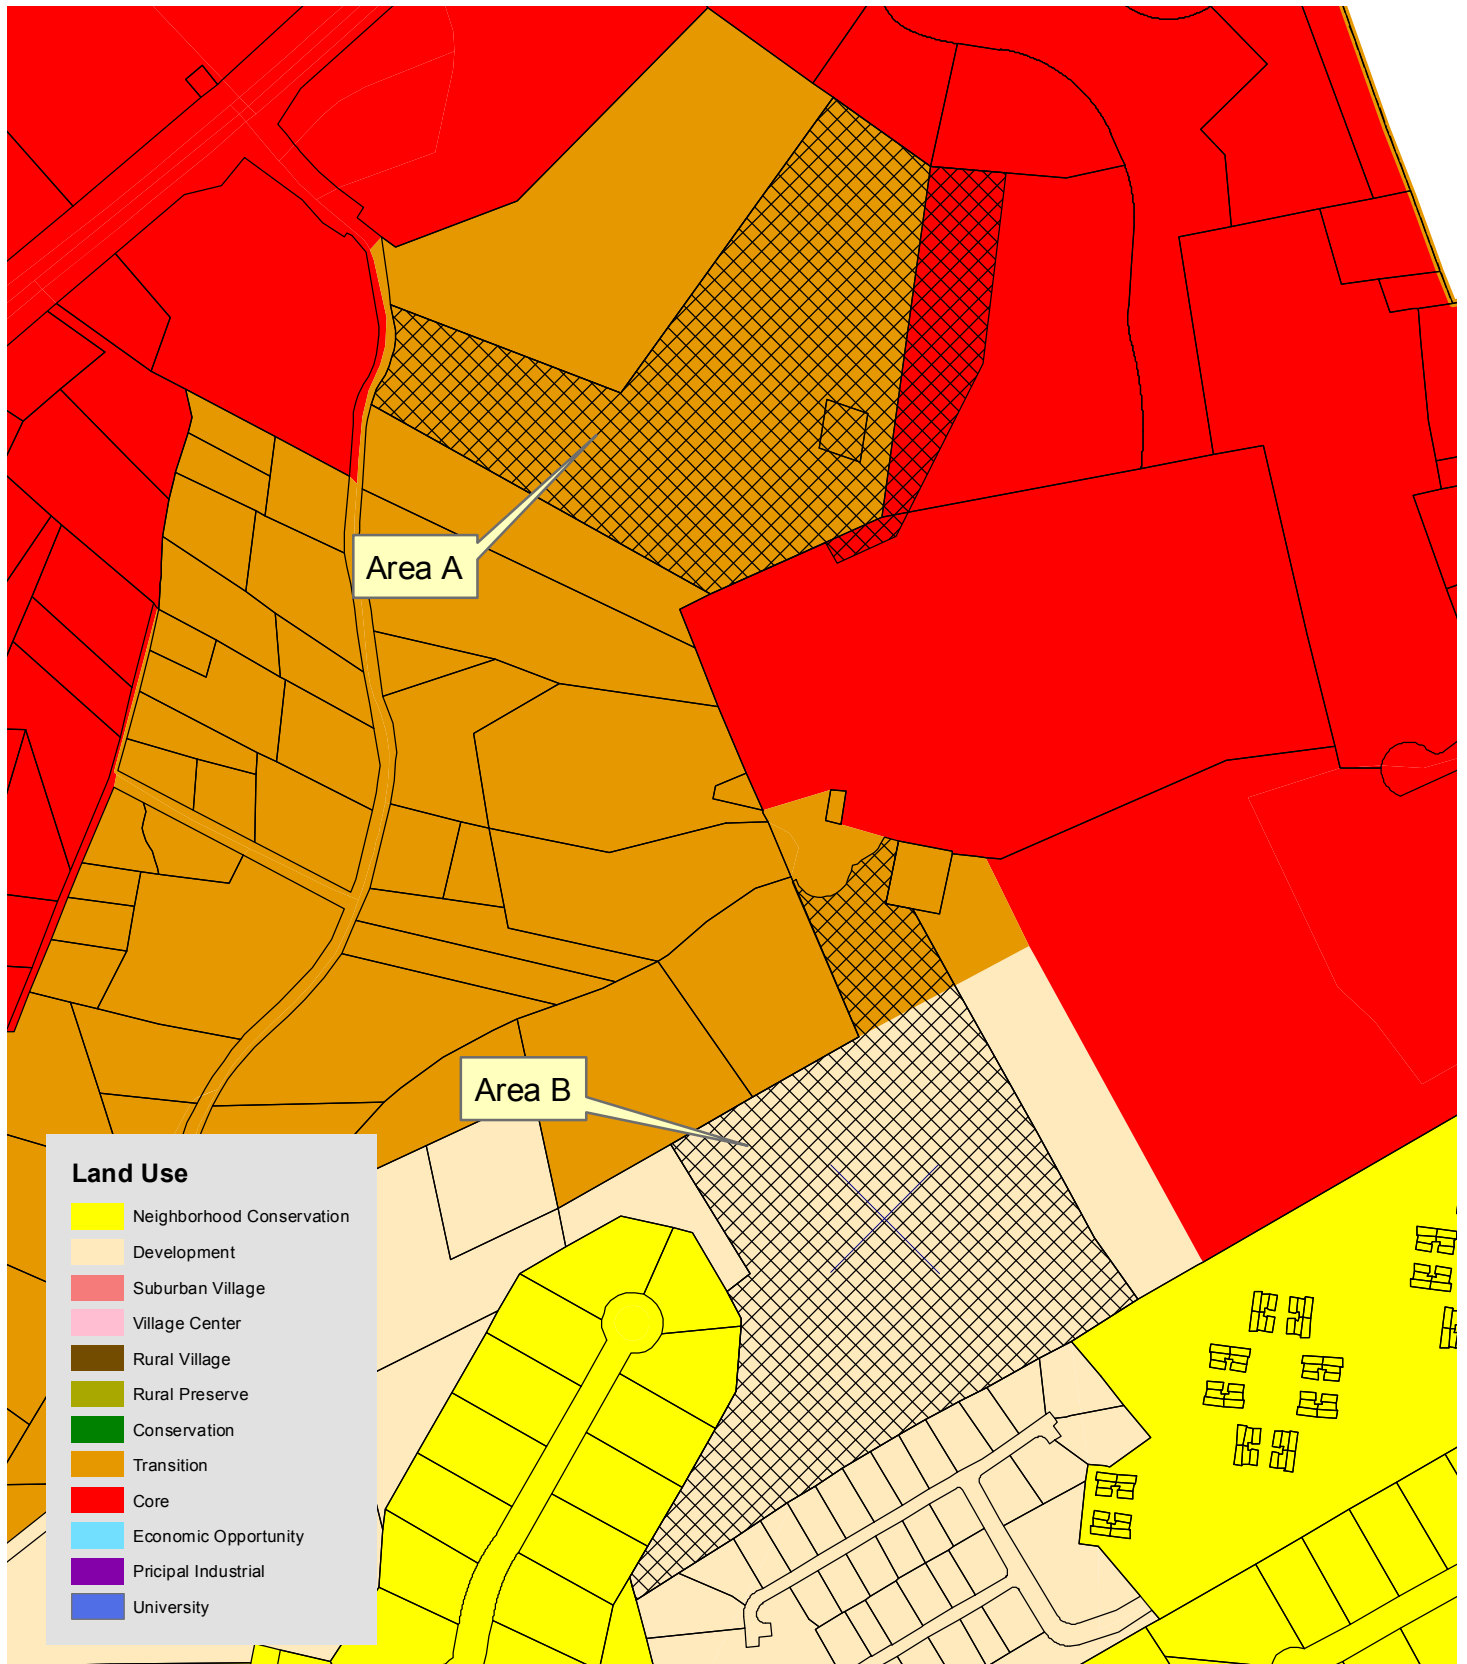 Area A
Area B
Land Use
Neighborhood Conservation
Development
Suburban Village
Village Center
Rural Village
Rural Preserve
Conservation
Transition
Core
Economic Opportunity
Pricipal Industrial
University